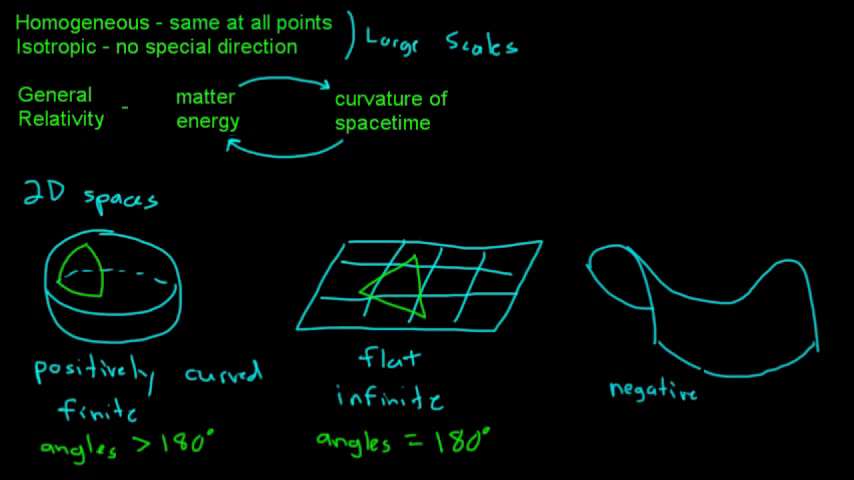 Homogeneous - same at all points
Isotropic - no special direction
Large Scales
General Relativity - matter energy curvature of spacetime
2D spaces
positively curved
finite
angles > 180°
flat
infinite
angles = 180°
negative